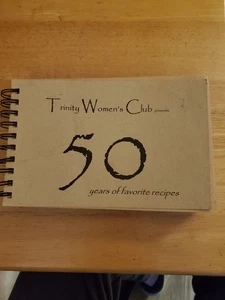 Trinity Women's Club presents
50
years of favorite recipes